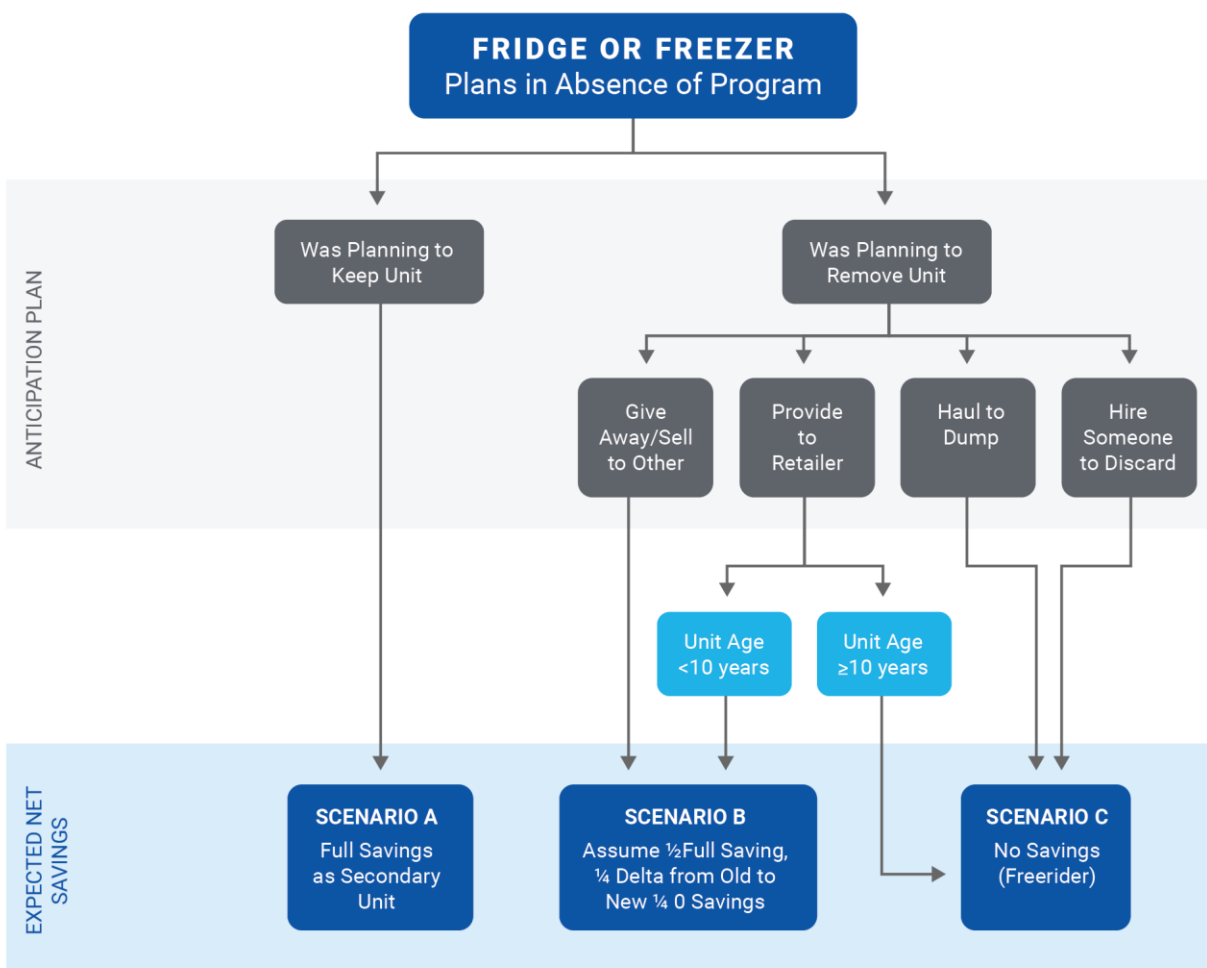 FRIDGE OR FREEZER
Plans in Absence of Program
ANTICIPATION PLAN
Was Planning to
Keep Unit
Was Planning to
Remove Unit
Give
Away/Sell
to Other
Provide
to
Retailer
Haul to
Dump
Hire
Someone
to Discard
Unit Age
<10 years
Unit Age
≥10 years
EXPECTED NET
SAVINGS
SCENARIO A
Full Savings
as Secondary
Unit
SCENARIO B
Assume ½Full Saving,
¼ Delta from Old to
New ¼ 0 Savings
SCENARIO C
No Savings
(Freerider)